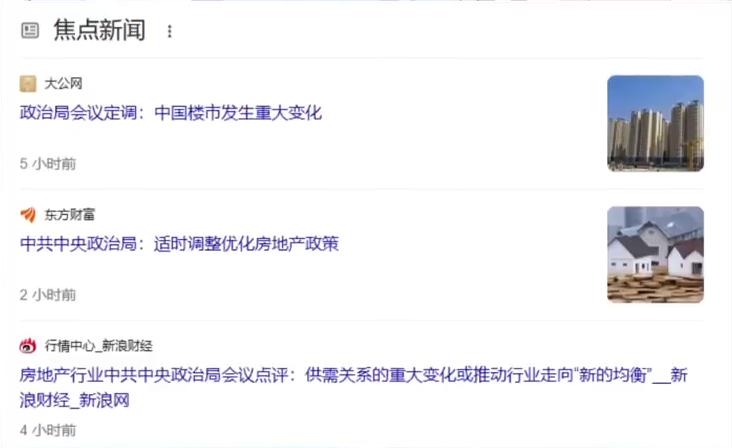 焦点新闻
大公网
政治局会议定调：中国楼市发生重大变化
5 小时前
东方财富
中共中央政治局：适时调整优化房地产政策
2 小时前
行情中心_新浪财经
房地产行业中共中央政治局会议点评：供需关系的重大变化或推动行业走向“新的均衡”__新
浪财经_新浪网
4 小时前